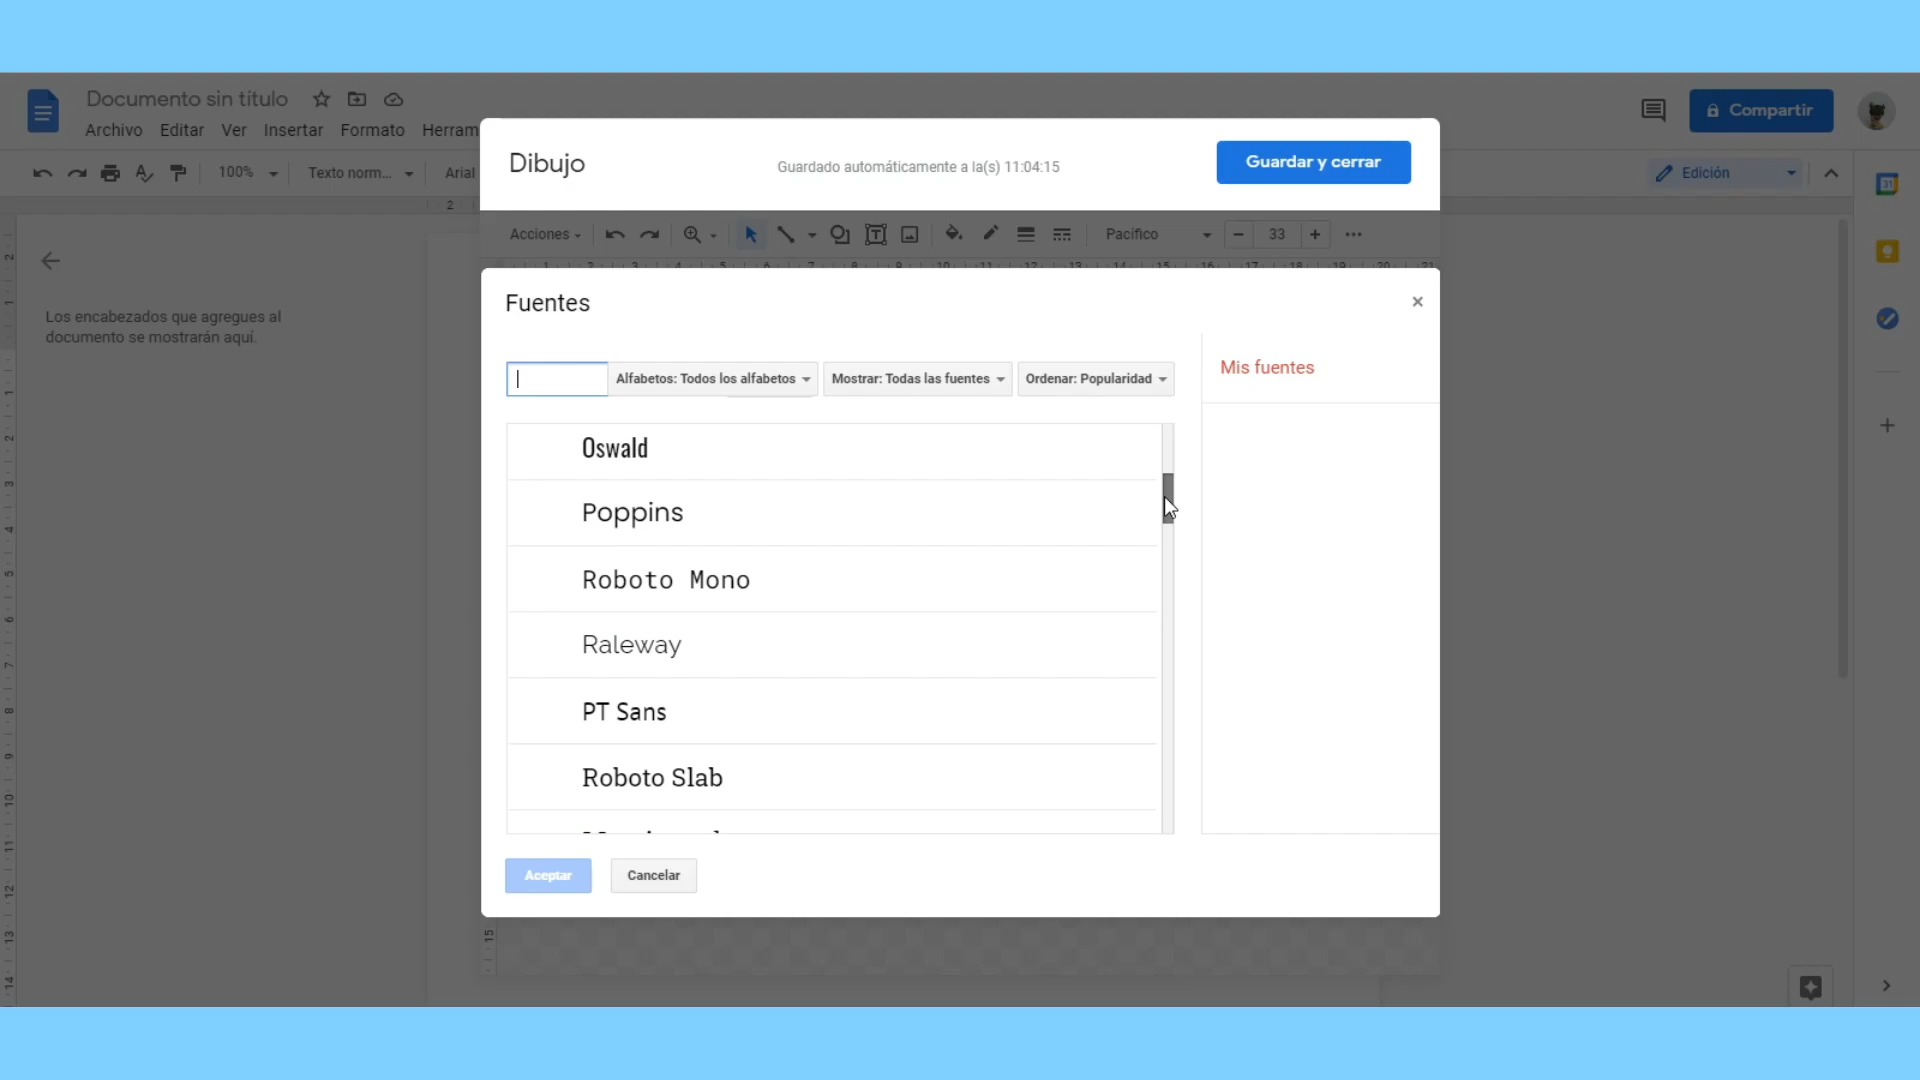 Documento sin título
Archivo Editar Ver Insertar Formato Herram
Compartir
100% Texto norm... Arial
Edición
31
Los encabezados que agregues al
documento se mostrarán aquí.
Dibujo
Guardado automáticamente a la(s) 11:04:15
Guardar y cerrar
Acciones
Pacifico
33
Fuentes
Alfabetos: Todos los alfabetos
Mostrar: Todas las fuentes
Ordenar: Popularidad
Mis fuentes
Oswald
Poppins
Roboto Mono
Raleway
PT Sans
Roboto Slab
Aceptar
Cancelar